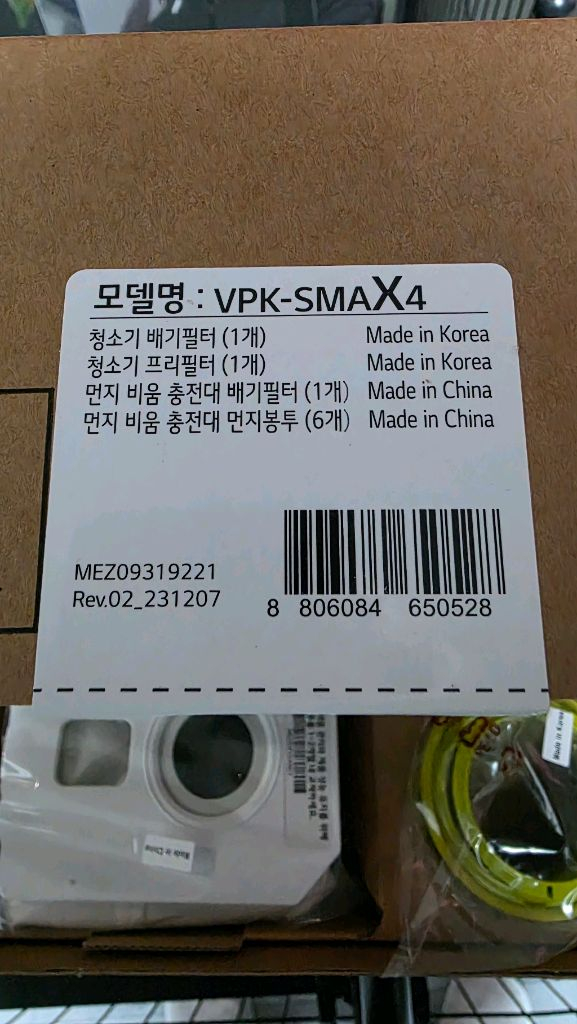 모델명 : VPK-SMAX4
청소기 배기필터 (1개) Made in Korea
청소기 프리필터 (1개) Made in Korea
먼지 비움 충전대 배기필터 (1개) Made in China
먼지 비움 충전대 먼지봉투 (6개) Made in China
MEZ09319221
Rev.02_231207
8 806084 650528
Made in China